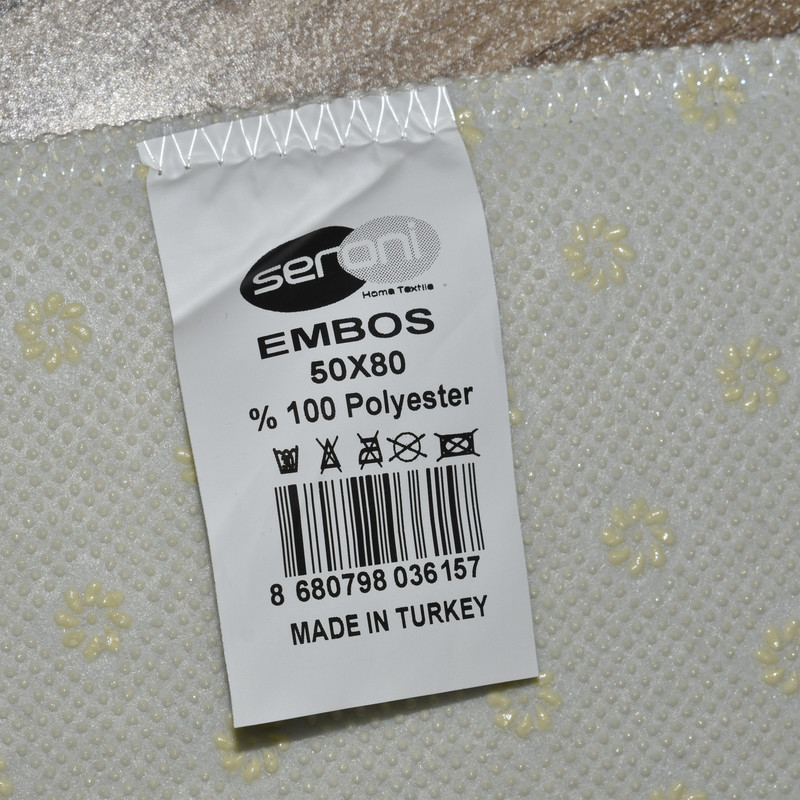 seroni
Home Textile
EMBOS
50X80
% 100 Polyester
8 680798 036157
MADE IN TURKEY